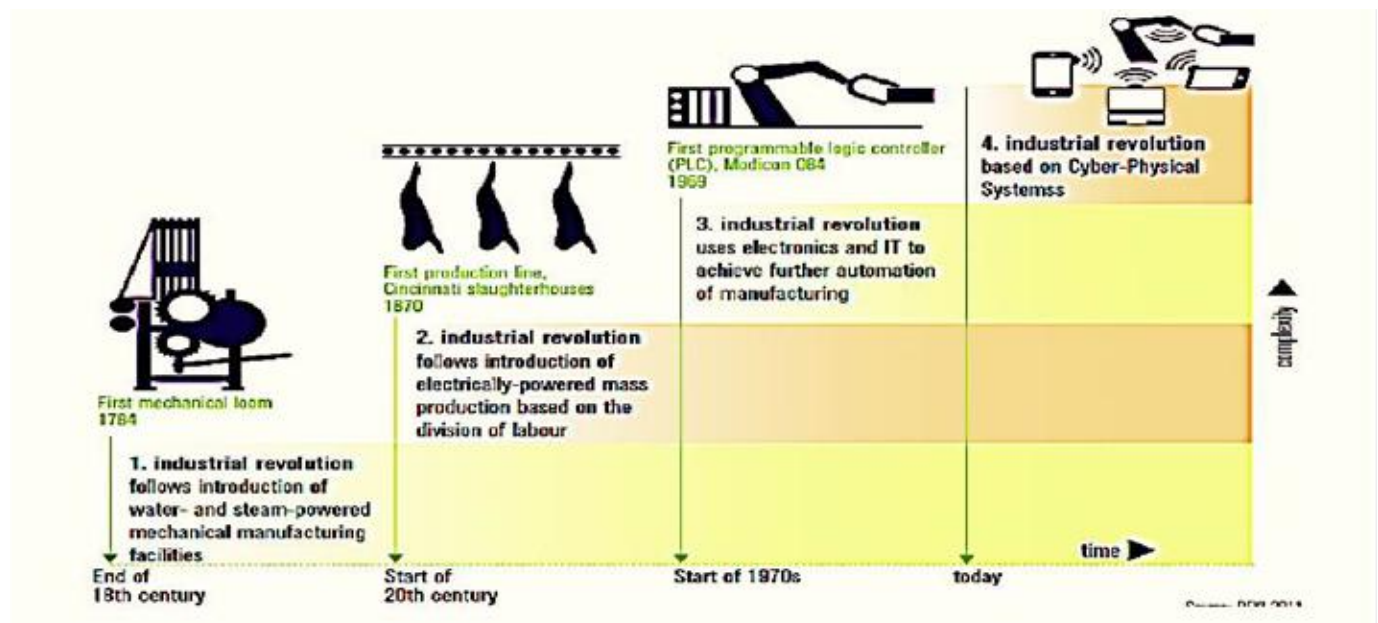 4. industrial revolution
based on Cyber-Physical
Systemss
First programmable logic controller
(PLC), Modicon 084
1969
3. industrial revolution
uses electronics and IT to
achieve further automation
of manufacturing
First production line,
Cincinnati slaughterhouses
1870
2. industrial revolution
follows introduction of
electrically-powered mass
production based on the
division of labour
First mechanical loom
1784
1. industrial revolution
follows introduction of
water- and steam-powered
mechanical manufacturing
facilities
complexity
time
End of
18th century
Start of
20th century
Start of 1970s
today